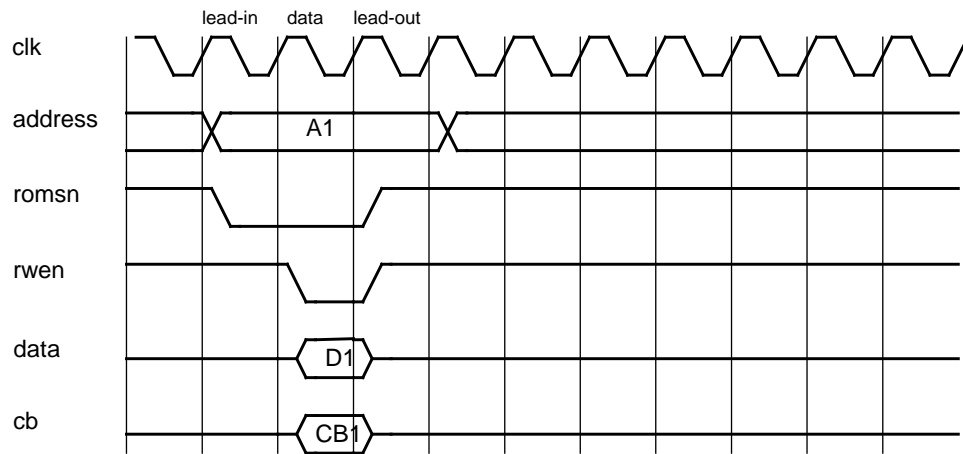 lead-in data lead-out
clk
address A1
romsn
rwen
data D1
cb CB1